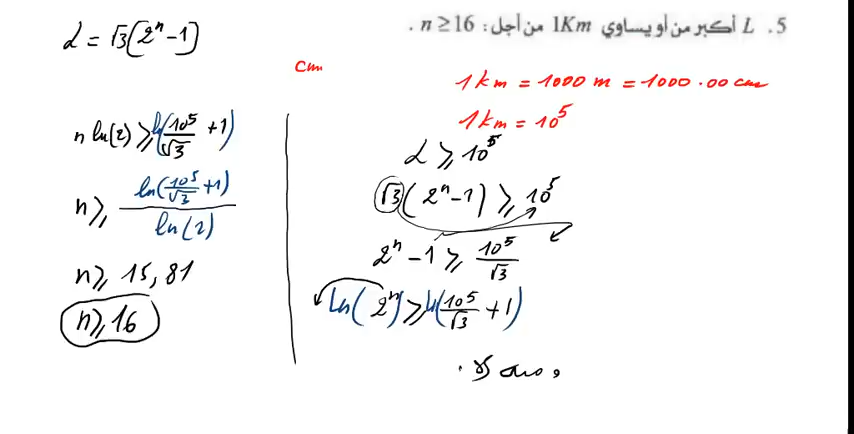 5. L أكبر من أو يساوي 1Km من أجل: n ≥ 16 .
L = √3(2ⁿ - 1)
cm
1 km = 1000 m = 1000.00 cm
1 km = 10⁵
L ≥ 10⁵
√3(2ⁿ - 1) ≥ 10⁵
2ⁿ - 1 ≥ 10⁵/√3
ln(2ⁿ) ≥ ln(10⁵/√3 + 1)
n ln(2) ≥ ln(10⁵/√3 + 1)
n ≥ ln(10⁵/√3 + 1)/ln(2)
n ≥ 15,81
n ≥ 16